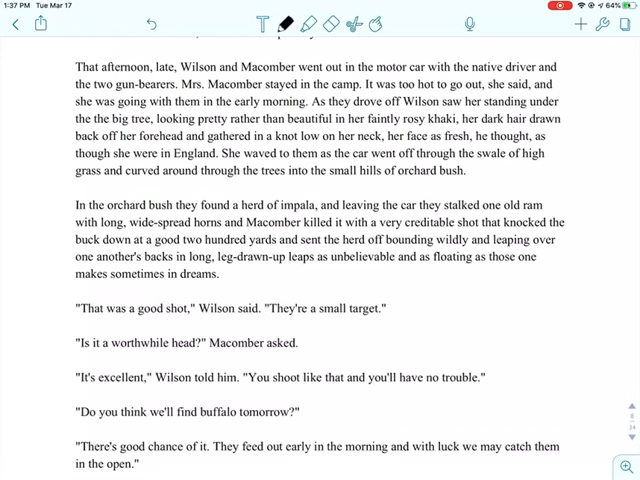 1:37 PM Tue Mar 17
64%
That afternoon, late, Wilson and Macomber went out in the motor car with the native driver and
the two gun-bearers. Mrs. Macomber stayed in the camp. It was too hot to go out, she said, and
she was going with them in the early morning. As they drove off Wilson saw her standing under
the the big tree, looking pretty rather than beautiful in her faintly rosy khaki, her dark hair drawn
back off her forehead and gathered in a knot low on her neck, her face as fresh, he thought, as
though she were in England. She waved to them as the car went off through the swale of high
grass and curved around through the trees into the small hills of orchard bush.
In the orchard bush they found a herd of impala, and leaving the car they stalked one old ram
with long, wide-spread horns and Macomber killed it with a very creditable shot that knocked the
buck down at a good two hundred yards and sent the herd off bounding wildly and leaping over
one another's backs in long, leg-drawn-up leaps as unbelievable and as floating as those one
makes sometimes in dreams.
"That was a good shot," Wilson said. "They're a small target."
"Is it a worthwhile head?" Macomber asked.
"It's excellent," Wilson told him. "You shoot like that and you'll have no trouble."
"Do you think we'll find buffalo tomorrow?"
"There's good chance of it. They feed out early in the morning and with luck we may catch them
in the open."